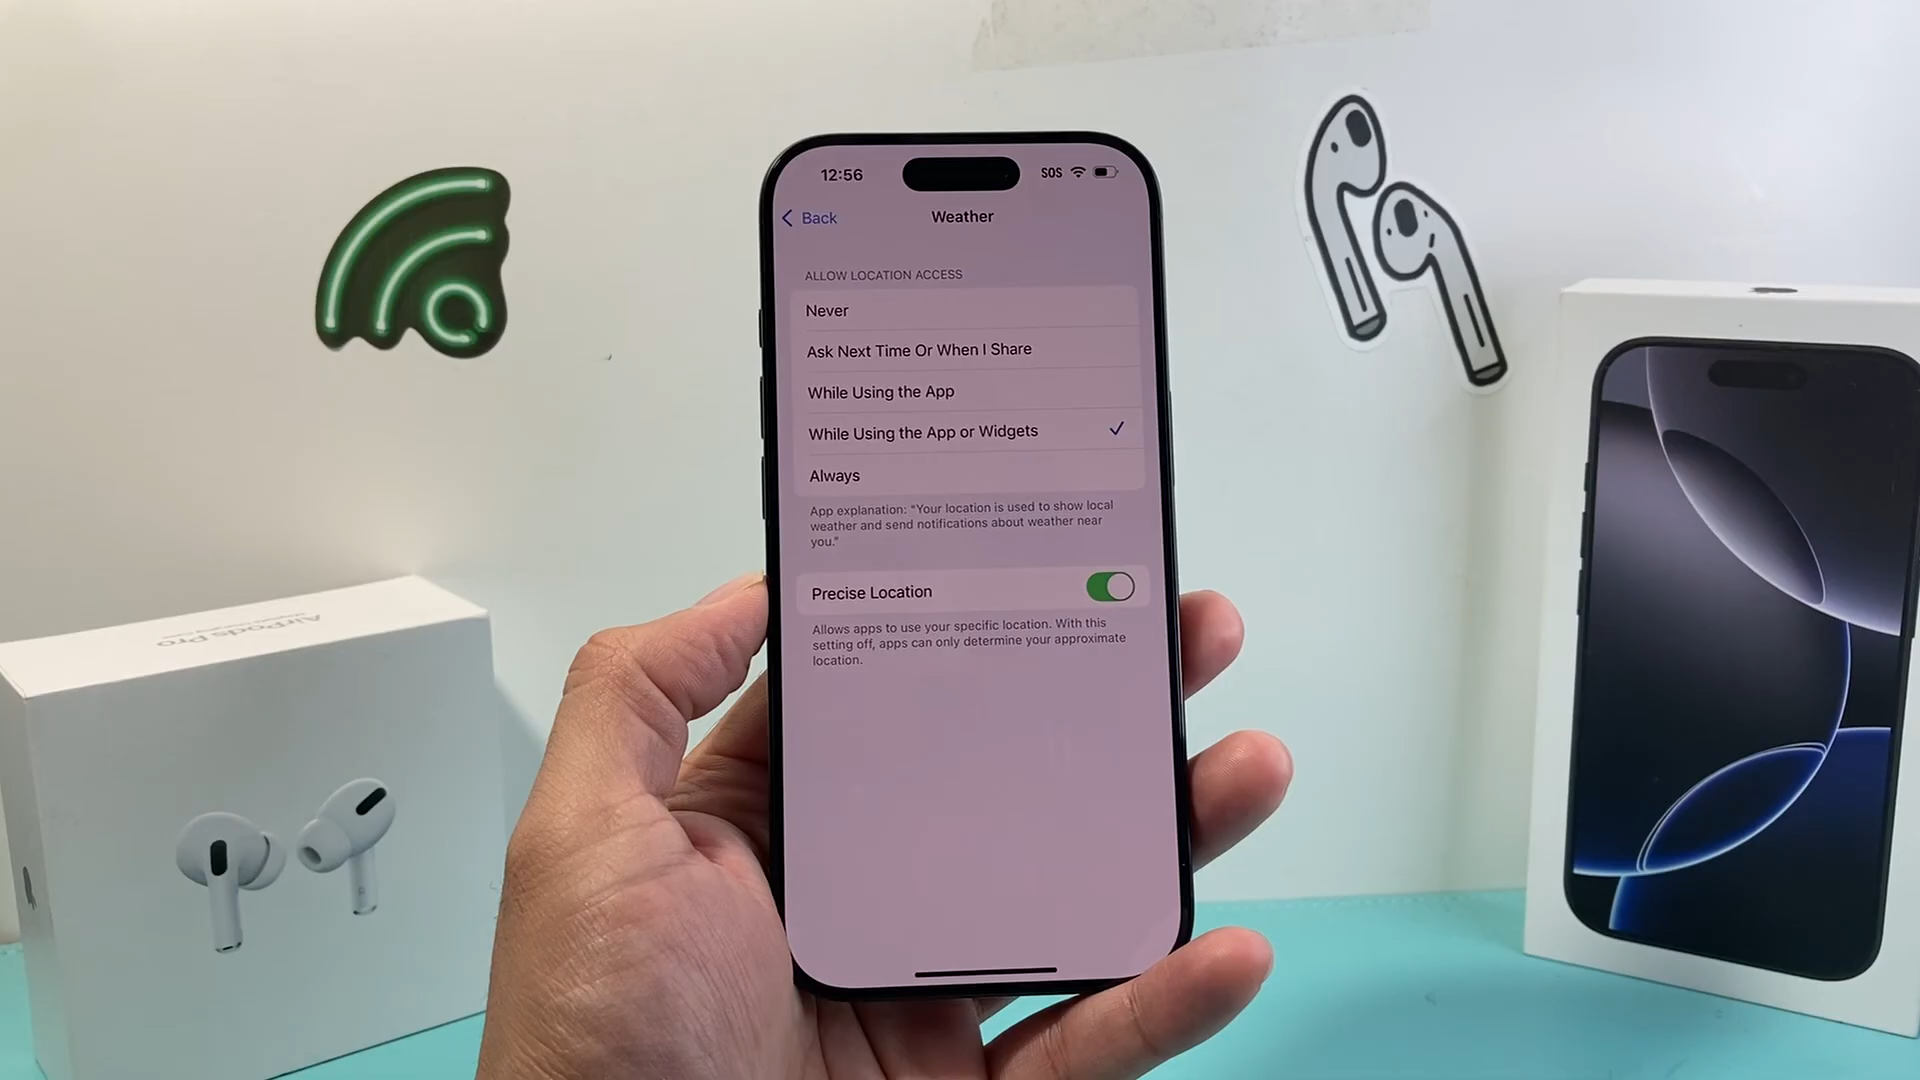 12:56
SOS
Back
Weather
ALLOW LOCATION ACCESS
Never
Ask Next Time Or When I Share
While Using the App
While Using the App or Widgets
Always
App explanation: “Your location is used to show local
weather and send notifications about weather near
you.”
Precise Location
Allows apps to use your specific location. With this
setting off, apps can only determine your approximate
location.
AirPods Pro